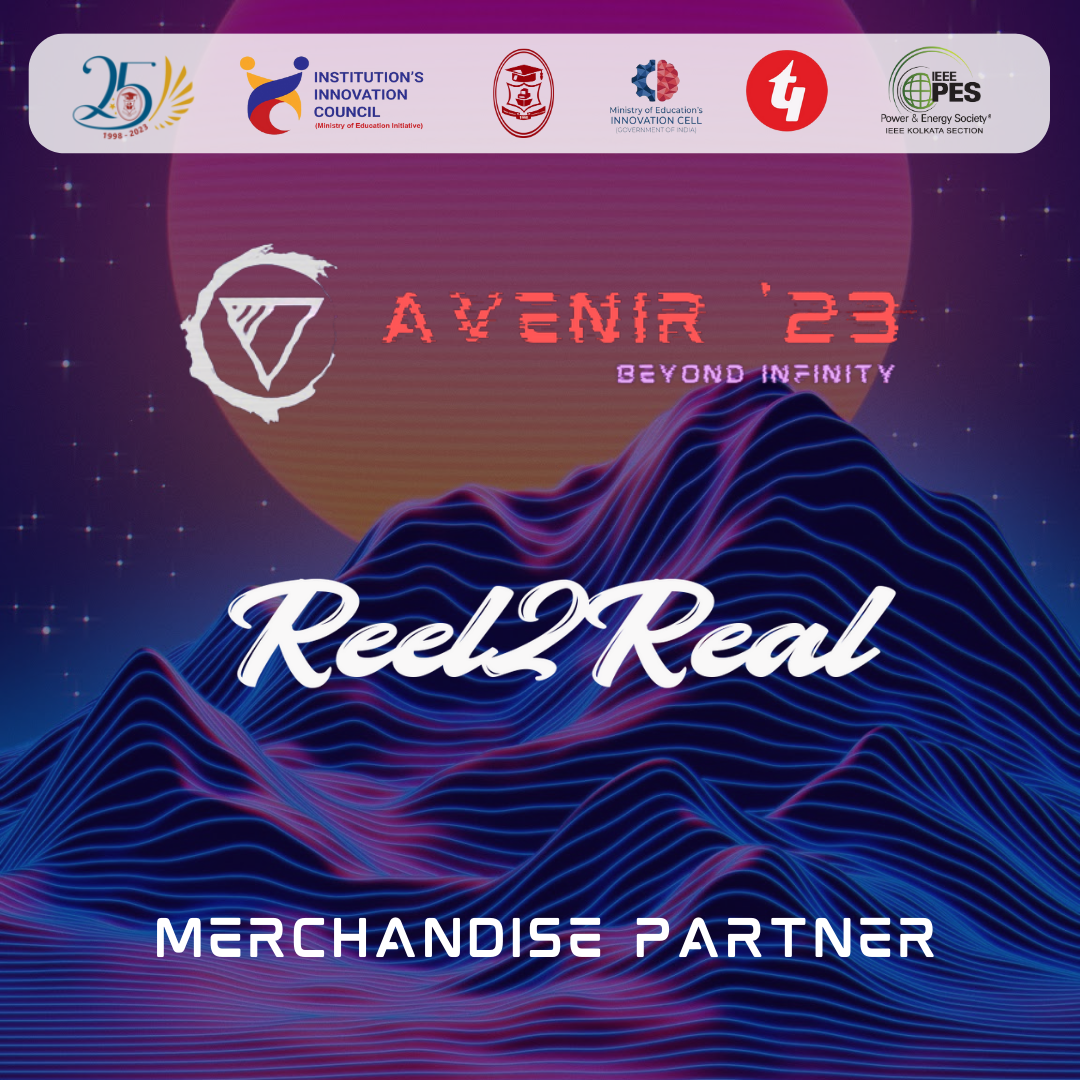 25
1998 - 2023
INSTITUTION'S
INNOVATION
COUNCIL
(Ministry of Education Initiative)
Ministry of Education's
INNOVATION CELL
(GOVERNMENT OF INDIA)
IEEE
PES
Power & Energy Society®
IEEE KOLKATA SECTION
AVENIR '23
BEYOND INFINITY
Reel2Real
MERCHANDISE PARTNER